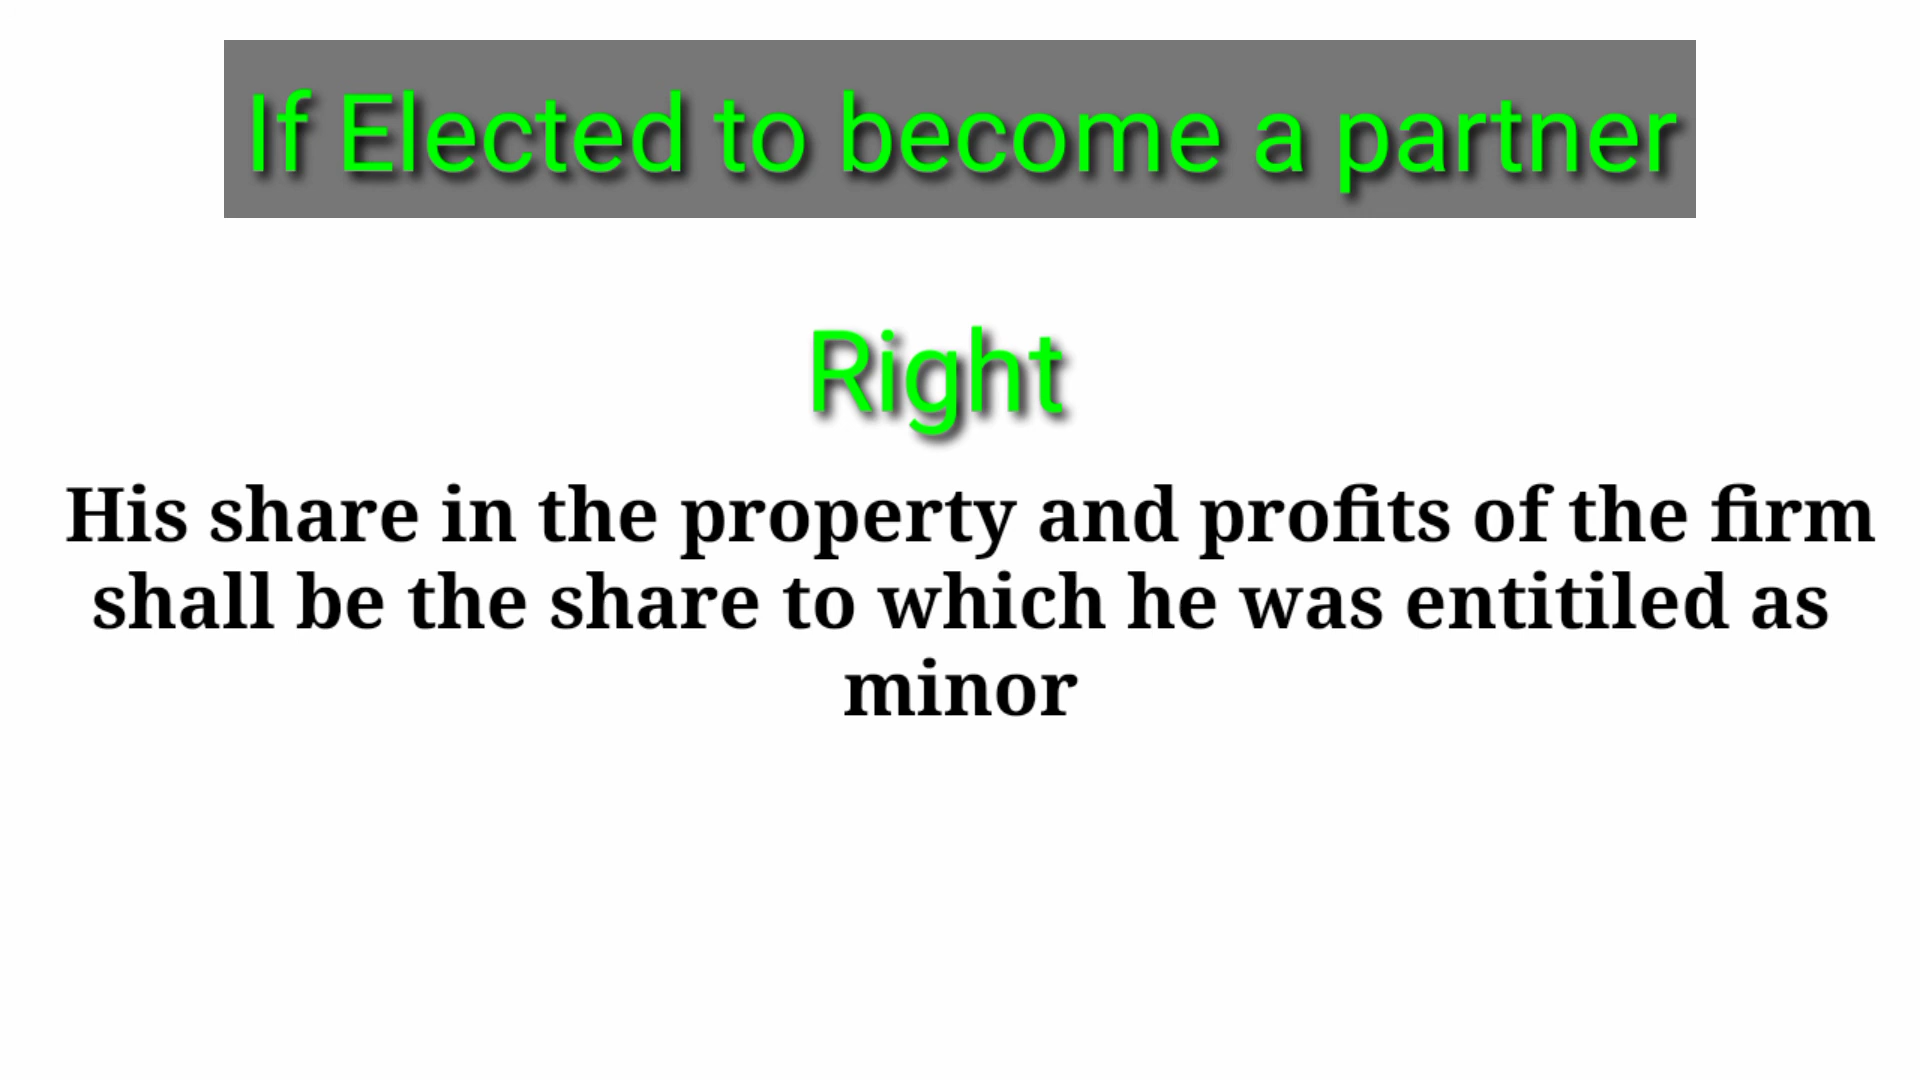 If Elected to become a partner
Right
His share in the property and profits of the firm
shall be the share to which he was entitiled as
minor